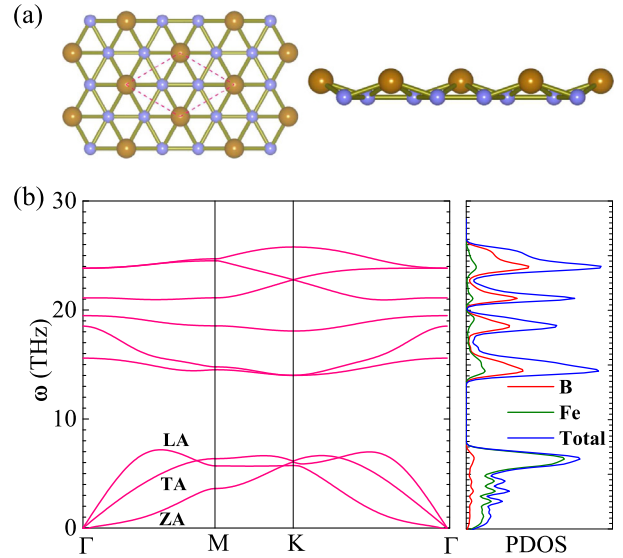 (a)
(b)
30
20
10
0
ω (THz)
LA
TA
ZA
Γ M K Γ
B
Fe
Total
PDOS